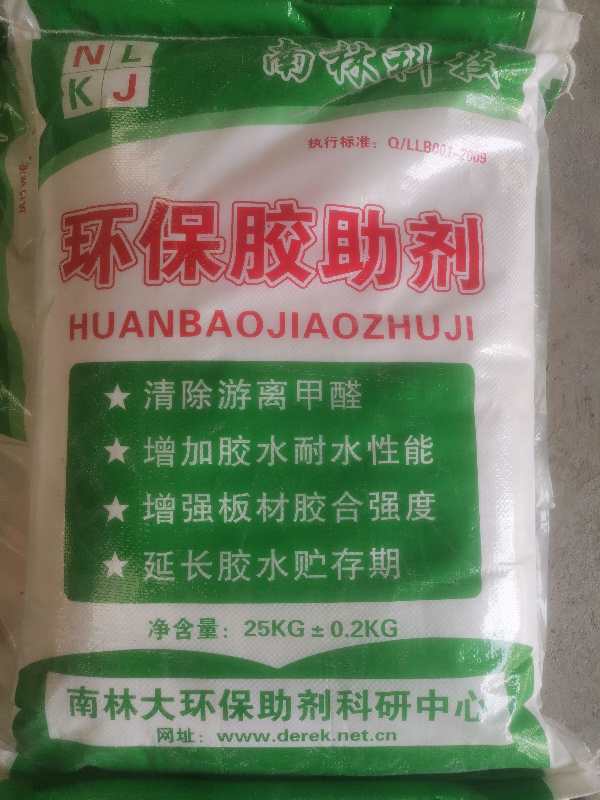 NL
KJ
南林科技
执行标准：Q/LLB001-2009
环保胶助剂
HUANBAOJIAOZHUJI
★ 清除游离甲醛
★ 增加胶水耐水性能
★ 增强板材胶合强度
★ 延长胶水贮存期
净含量：25KG±0.2KG
南林大环保助剂科研中心
网址：www.derek.net.cn